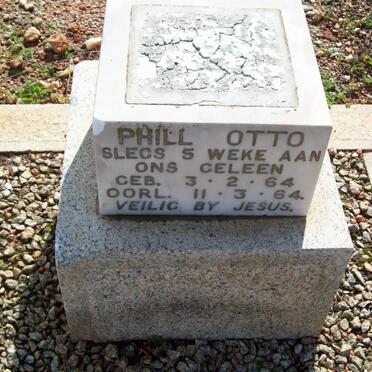 PHILL OTTO
SLEGS 5 WEKE AAN
ONS GELEEN
GEB. 3·2·64
OORL. 11·3·64.
VEILIG BY JESUS.